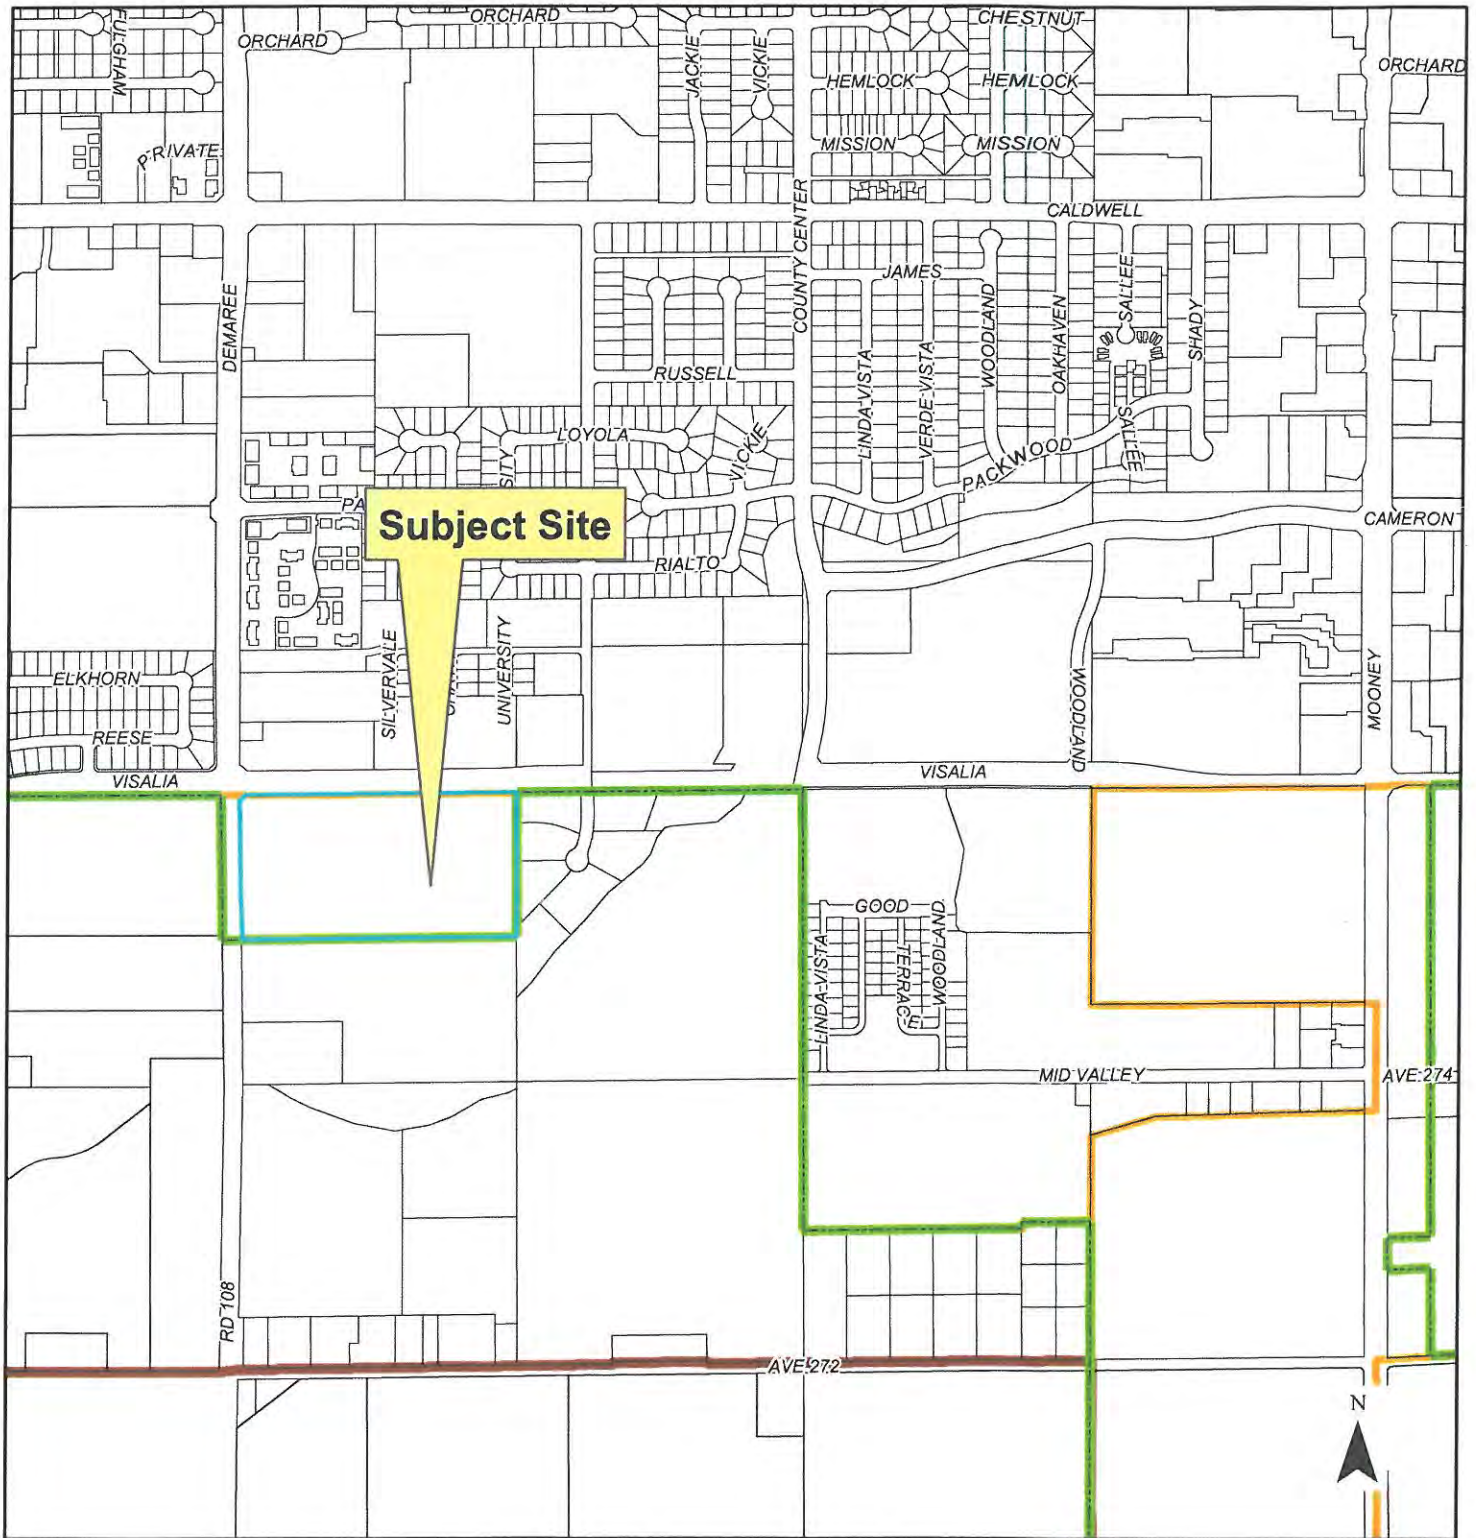 ORCHARD
CHESTNUT
FULGHAM
ORCHARD
JACKIE
VICKIE
ORCHARD
HEMLOCK
HEMLOCK
PRIVATE
MISSION
MISSION
COUNTY CENTER
CALDWELL
JAMES
SALLEE
DEMAREE
WOODLAND
OAKHAVEN
SHADY
RUSSELL
LINDA VISTA
VERDE VISTA
LOYOLA
VICKIE
SALLEE
PACKWOOD
SITY
PA
Subject Site
CAMERON
RIALTO
SILVERVALE
UNIVERSITY
ELKHORN
WOODLAND
MOONEY
REESE
VISALIA
VISALIA
GOOD
LINDA VISTA
TERRACE
WOODLAND
MID VALLEY
AVE 274
RD 108
AVE 272
N